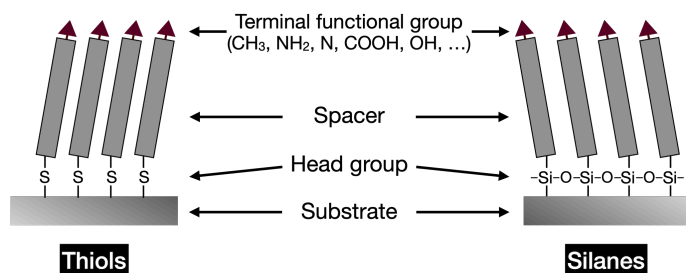 Terminal functional group
(CH₃, NH₂, N, COOH, OH, ...)
Spacer
Head group
S S S S
–Si–O–Si–O–Si–O–Si–
Substrate
Thiols
Silanes